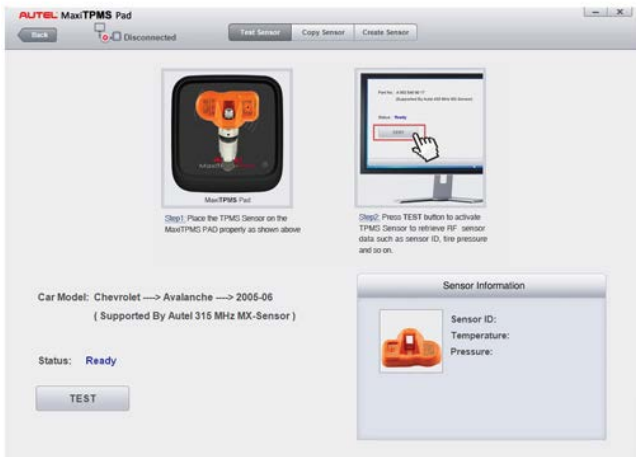 AUTEL MaxiTPMS Pad
Back
Disconnected
Test Sensor
Copy Sensor
Create Sensor
Status: Ready
MaxiTPMS Pad
Step1: Place the TPMS Sensor on the
MaxiTPMS PAD properly as shown above
Step2: Press TEST button to activate
TPMS Sensor to retrieve RF sensor
data such as sensor ID, tire pressure
and so on.
Car Model: Chevrolet ----> Avalanche ----> 2005-06
( Supported By Autel 315 MHz MX-Sensor )
Status: Ready
TEST
Sensor Information
Sensor ID:
Temperature:
Pressure: